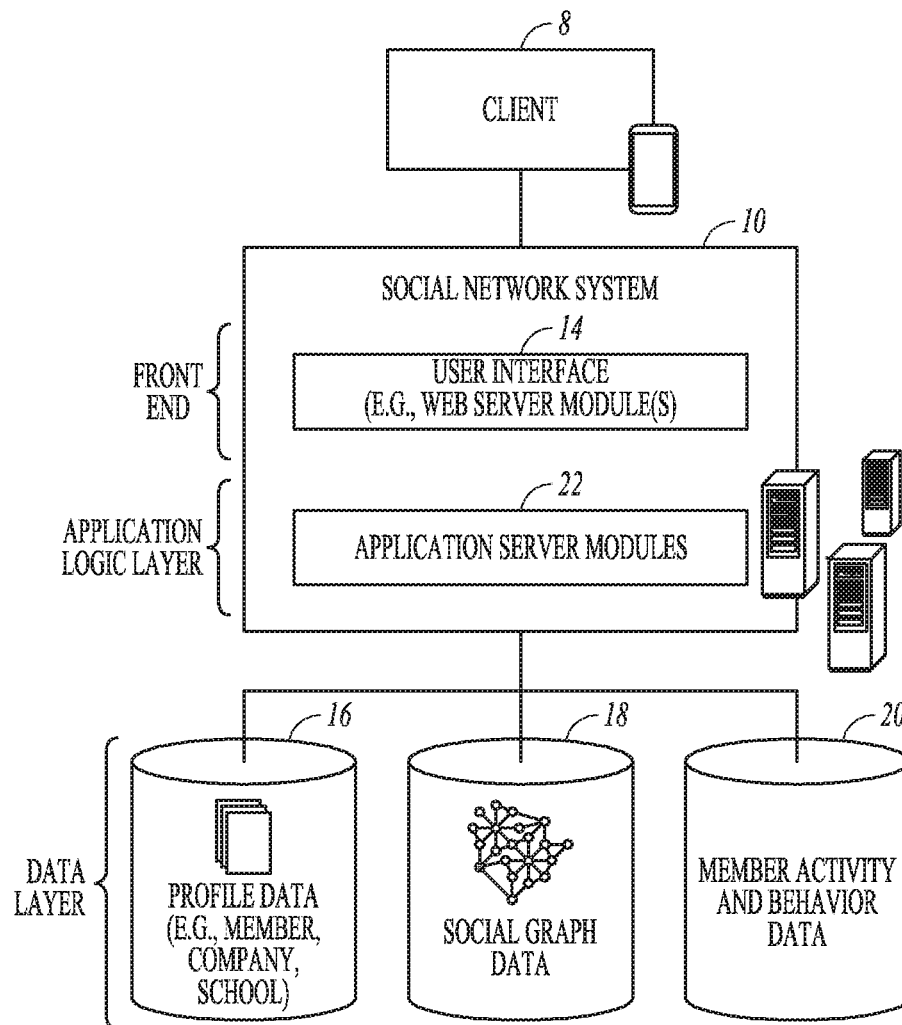 8
CLIENT
10
SOCIAL NETWORK SYSTEM
14
FRONT
END
USER INTERFACE
(E.G., WEB SERVER MODULE(S)
22
APPLICATION
LOGIC LAYER
APPLICATION SERVER MODULES
16
18
20
DATA
LAYER
PROFILE DATA
(E.G., MEMBER,
COMPANY,
SCHOOL)
SOCIAL GRAPH
DATA
MEMBER ACTIVITY
AND BEHAVIOR
DATA